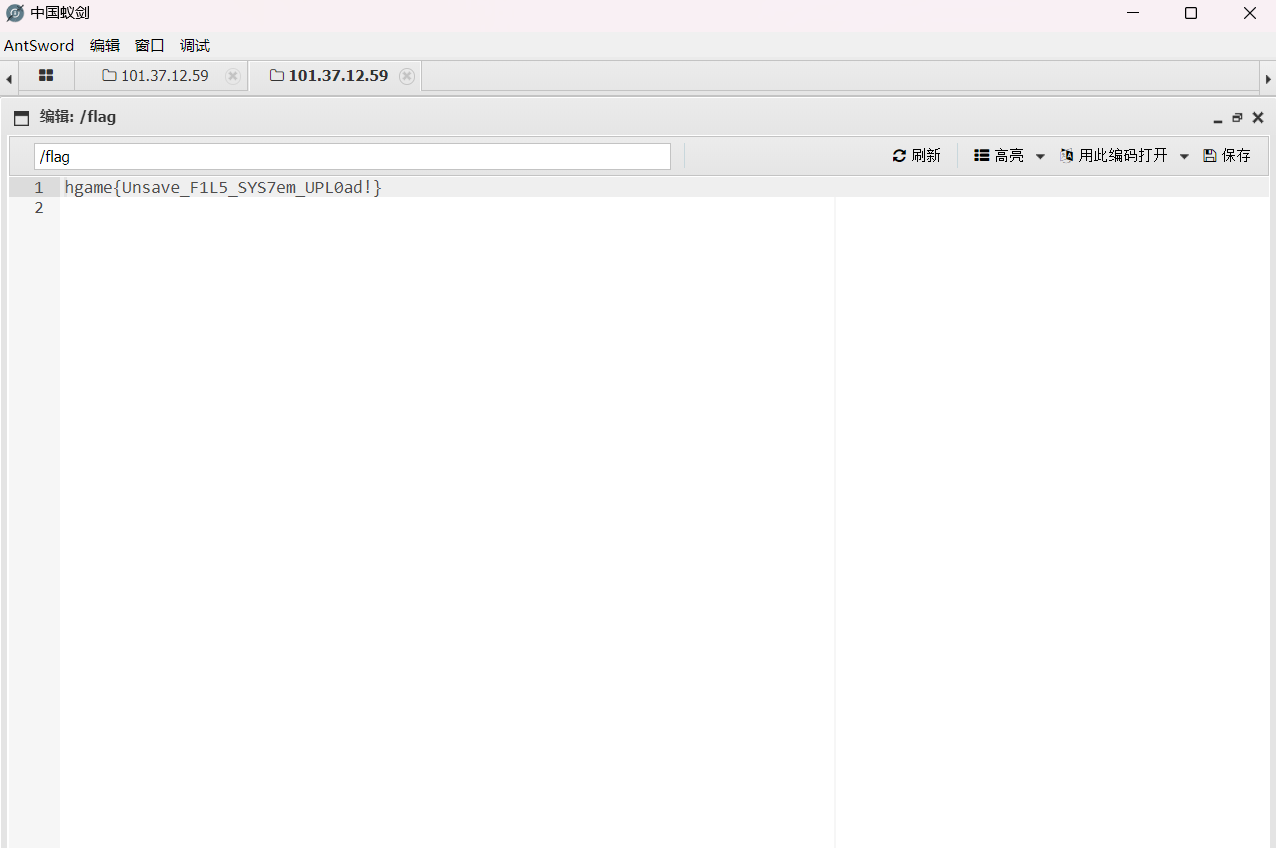 中国蚁剑
AntSword 编辑 窗口 调试
101.37.12.59 101.37.12.59
编辑: /flag
/flag 刷新 高亮 用此编码打开 保存
1 hgame{Unsave_F1L5_SYS7em_UPL0ad!}
2